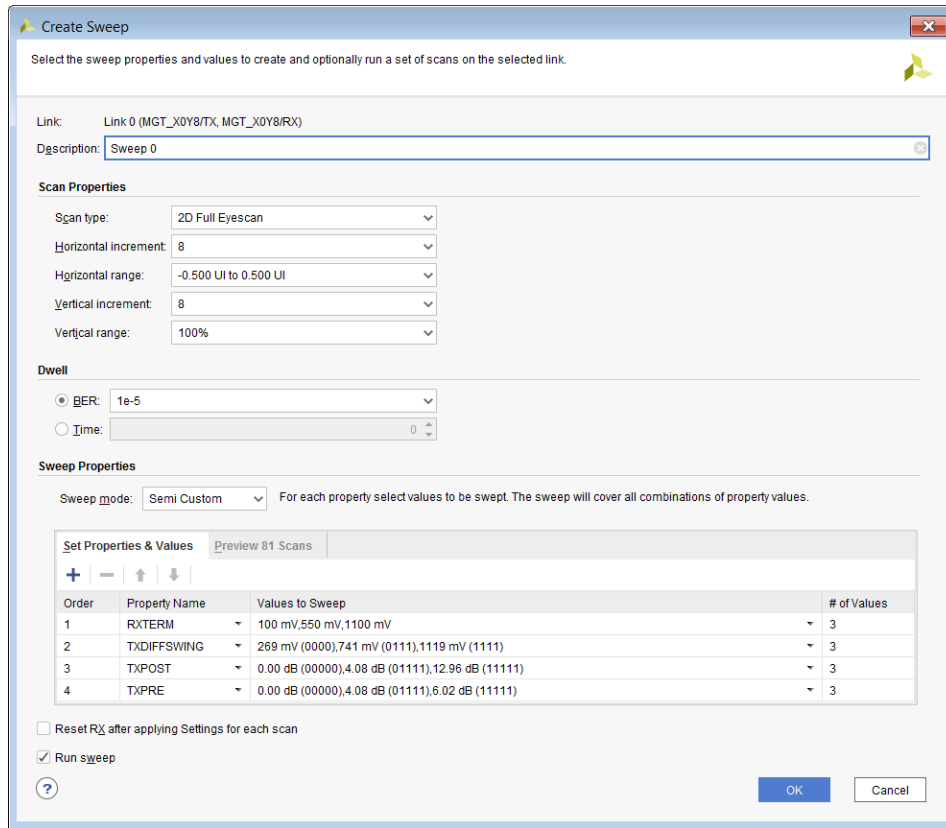 Create Sweep
Select the sweep properties and values to create and optionally run a set of scans on the selected link.
Link: Link 0 (MGT_X0Y8/TX, MGT_X0Y8/RX)
Description: Sweep 0
Scan Properties
Scan type: 2D Full Eyescan
Horizontal increment: 8
Horizontal range: -0.500 UI to 0.500 UI
Vertical increment: 8
Vertical range: 100%
Dwell
BER: 1e-5
Time: 0
Sweep Properties
Sweep mode: Semi Custom For each property select values to be swept. The sweep will cover all combinations of property values.
Set Properties & Values Preview 81 Scans
Order Property Name Values to Sweep # of Values
1 RXTERM 100 mV,550 mV,1100 mV 3
2 TXDIFFSWING 269 mV (0000),741 mV (0111),1119 mV (1111) 3
3 TXPOST 0.00 dB (00000),4.08 dB (01111),12.96 dB (11111) 3
4 TXPRE 0.00 dB (00000),4.08 dB (01111),6.02 dB (11111) 3
Reset RX after applying Settings for each scan
Run sweep
? OK Cancel